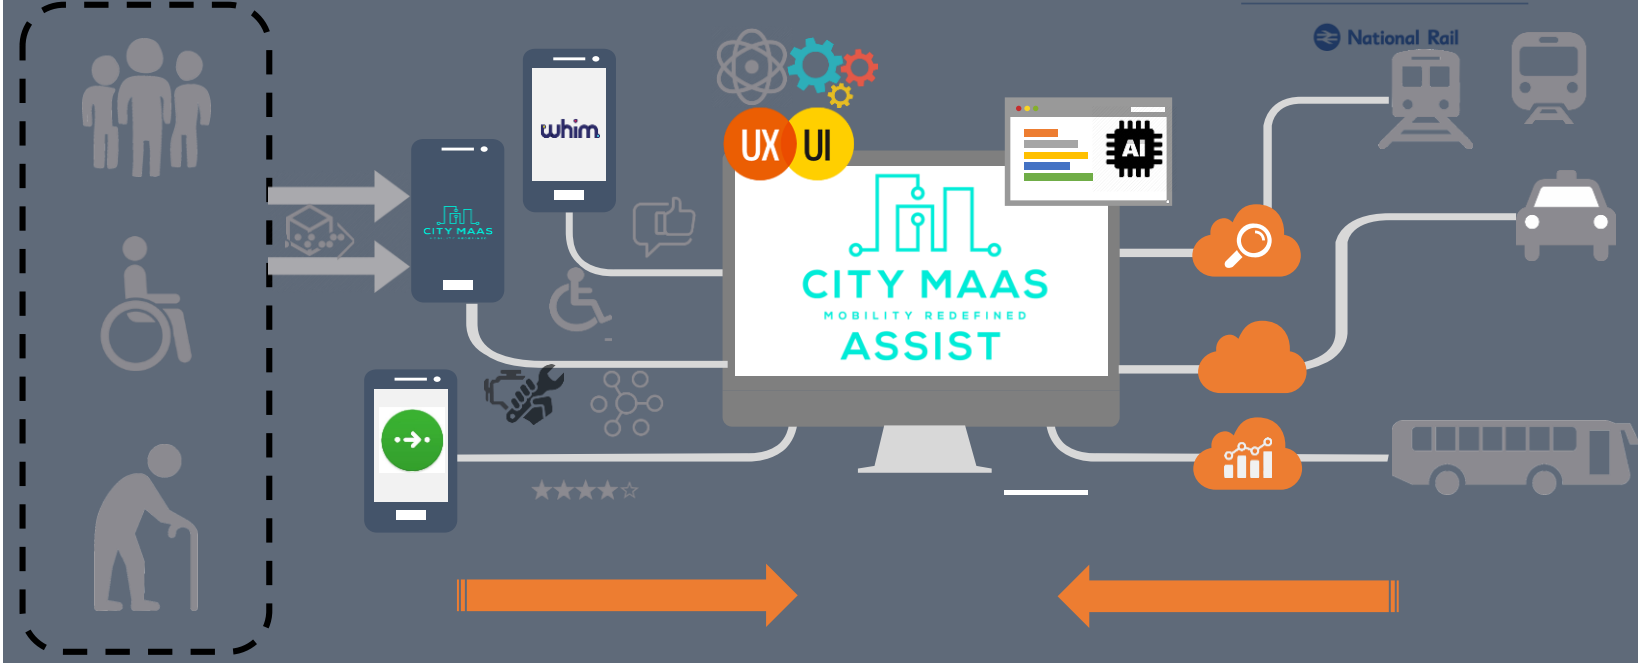 National Rail
whim
UX UI
AI
CITY MAAS
CITY MAAS
MOBILITY REDEFINED
ASSIST